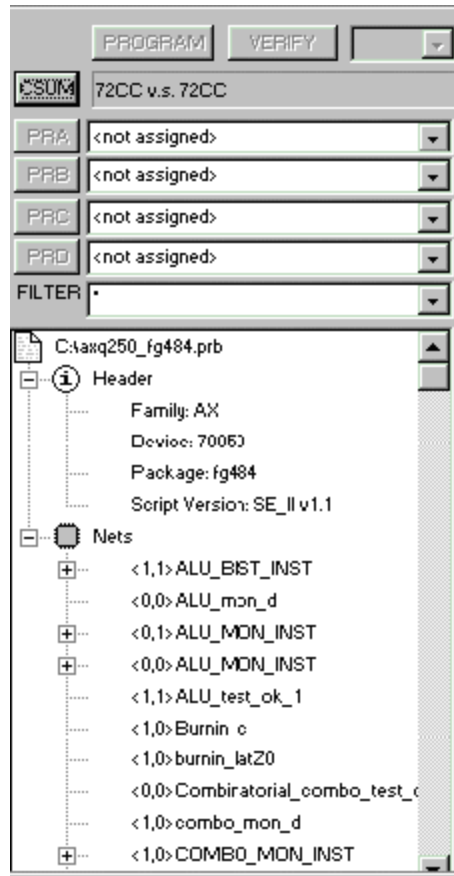 PROGRAM VERIFY
CSUM 72CC v.s. 72CC
PRA <not assigned>
PRB <not assigned>
PRC <not assigned>
PRD <not assigned>
FILTER *
C:\axq250_fg484.prb
Header
Family: AX
Device: 70060
Package: fg484
Script Version: SE_II v1.1
Nets
<1,1>ALU_BIST_INST
<0,0>ALU_mon_d
<0,1>ALU_MON_INST
<0,0>ALU_MON_INST
<1,1>ALU_test_ok_1
<1,0>Burnin_c
<1,0>burnin_latZ0
<0,0>Combinatorial_combo_test_
<1,0>combo_mon_d
<1,0>COMBO_MON_INST